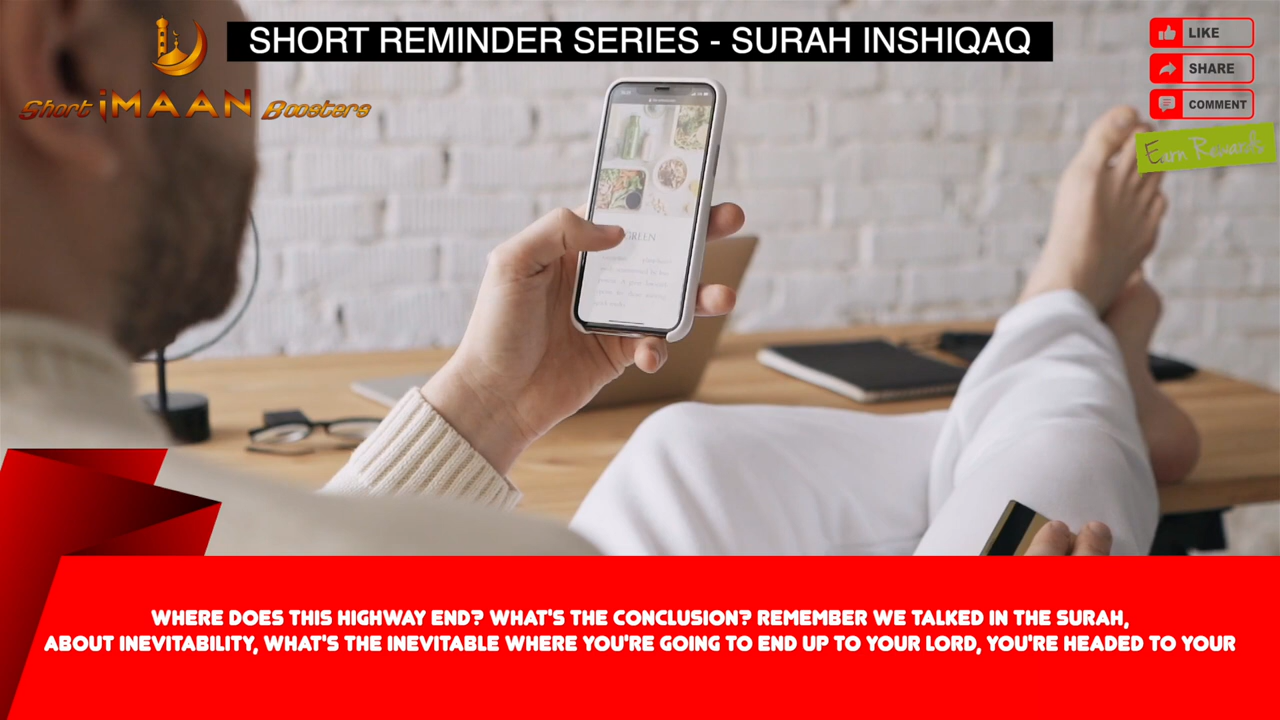 SHORT REMINDER SERIES - SURAH INSHIQAQ
Short iMAAN Boosters
LIKE
SHARE
COMMENT
Earn Rewards
GREEN
WHERE DOES THIS HIGHWAY END? WHAT'S THE CONCLUSION? REMEMBER WE TALKED IN THE SURAH,
ABOUT INEVITABILITY, WHAT'S THE INEVITABLE WHERE YOU'RE GOING TO END UP TO YOUR LORD, YOU'RE HEADED TO YOUR